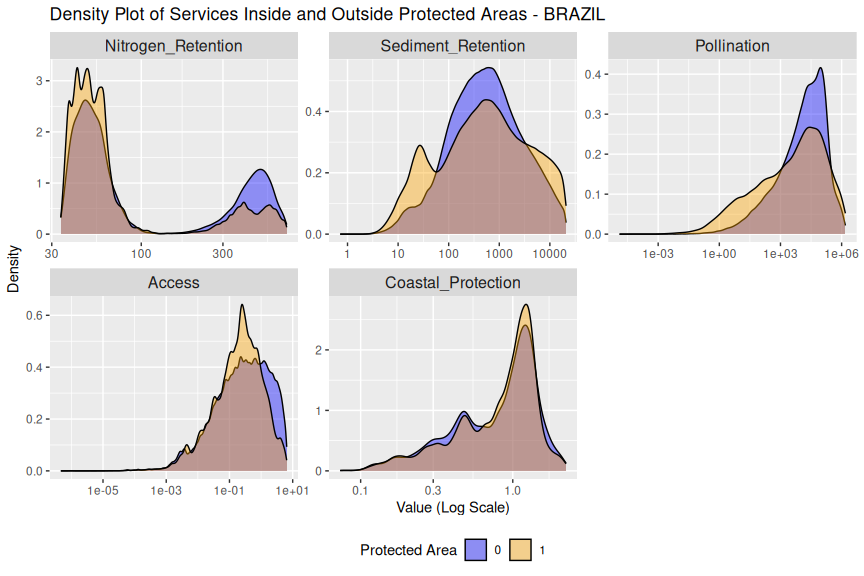 Density Plot of Services Inside and Outside Protected Areas - BRAZIL
Nitrogen_Retention
Sediment_Retention
Pollination
3
2
1
0
30
100
300
0.4
0.2
0.0
1
10
100
1000
10000
0.4
0.3
0.2
0.1
0.0
1e-03
1e+00
1e+03
1e+06
Density
Access
Coastal_Protection
0.6
0.4
0.2
0.0
1e-05
1e-03
1e-01
1e+01
2
1
0
0.1
0.3
1.0
Value (Log Scale)
Protected Area 0 1